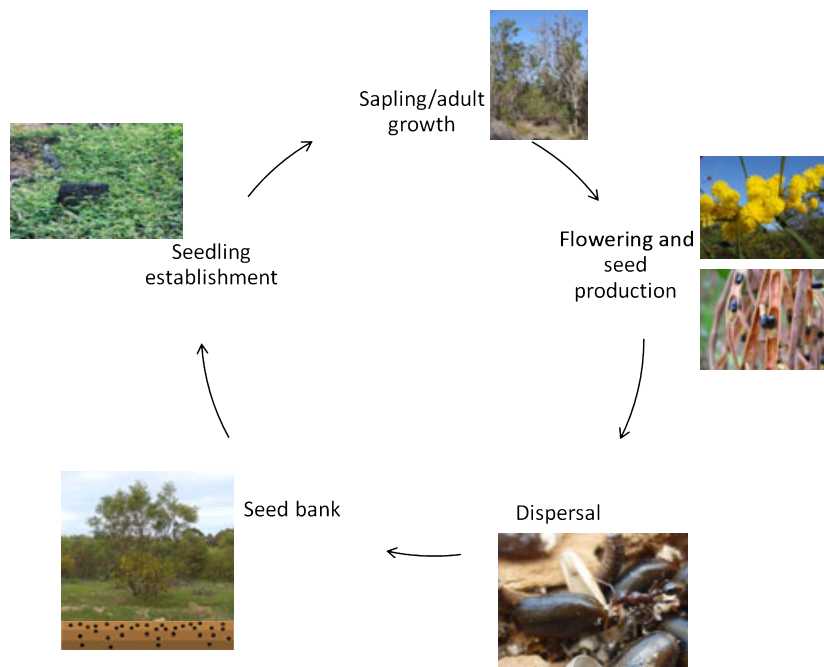 Sapling/adult
growth
Flowering and
seed
production
Dispersal
Seed bank
Seedling
establishment